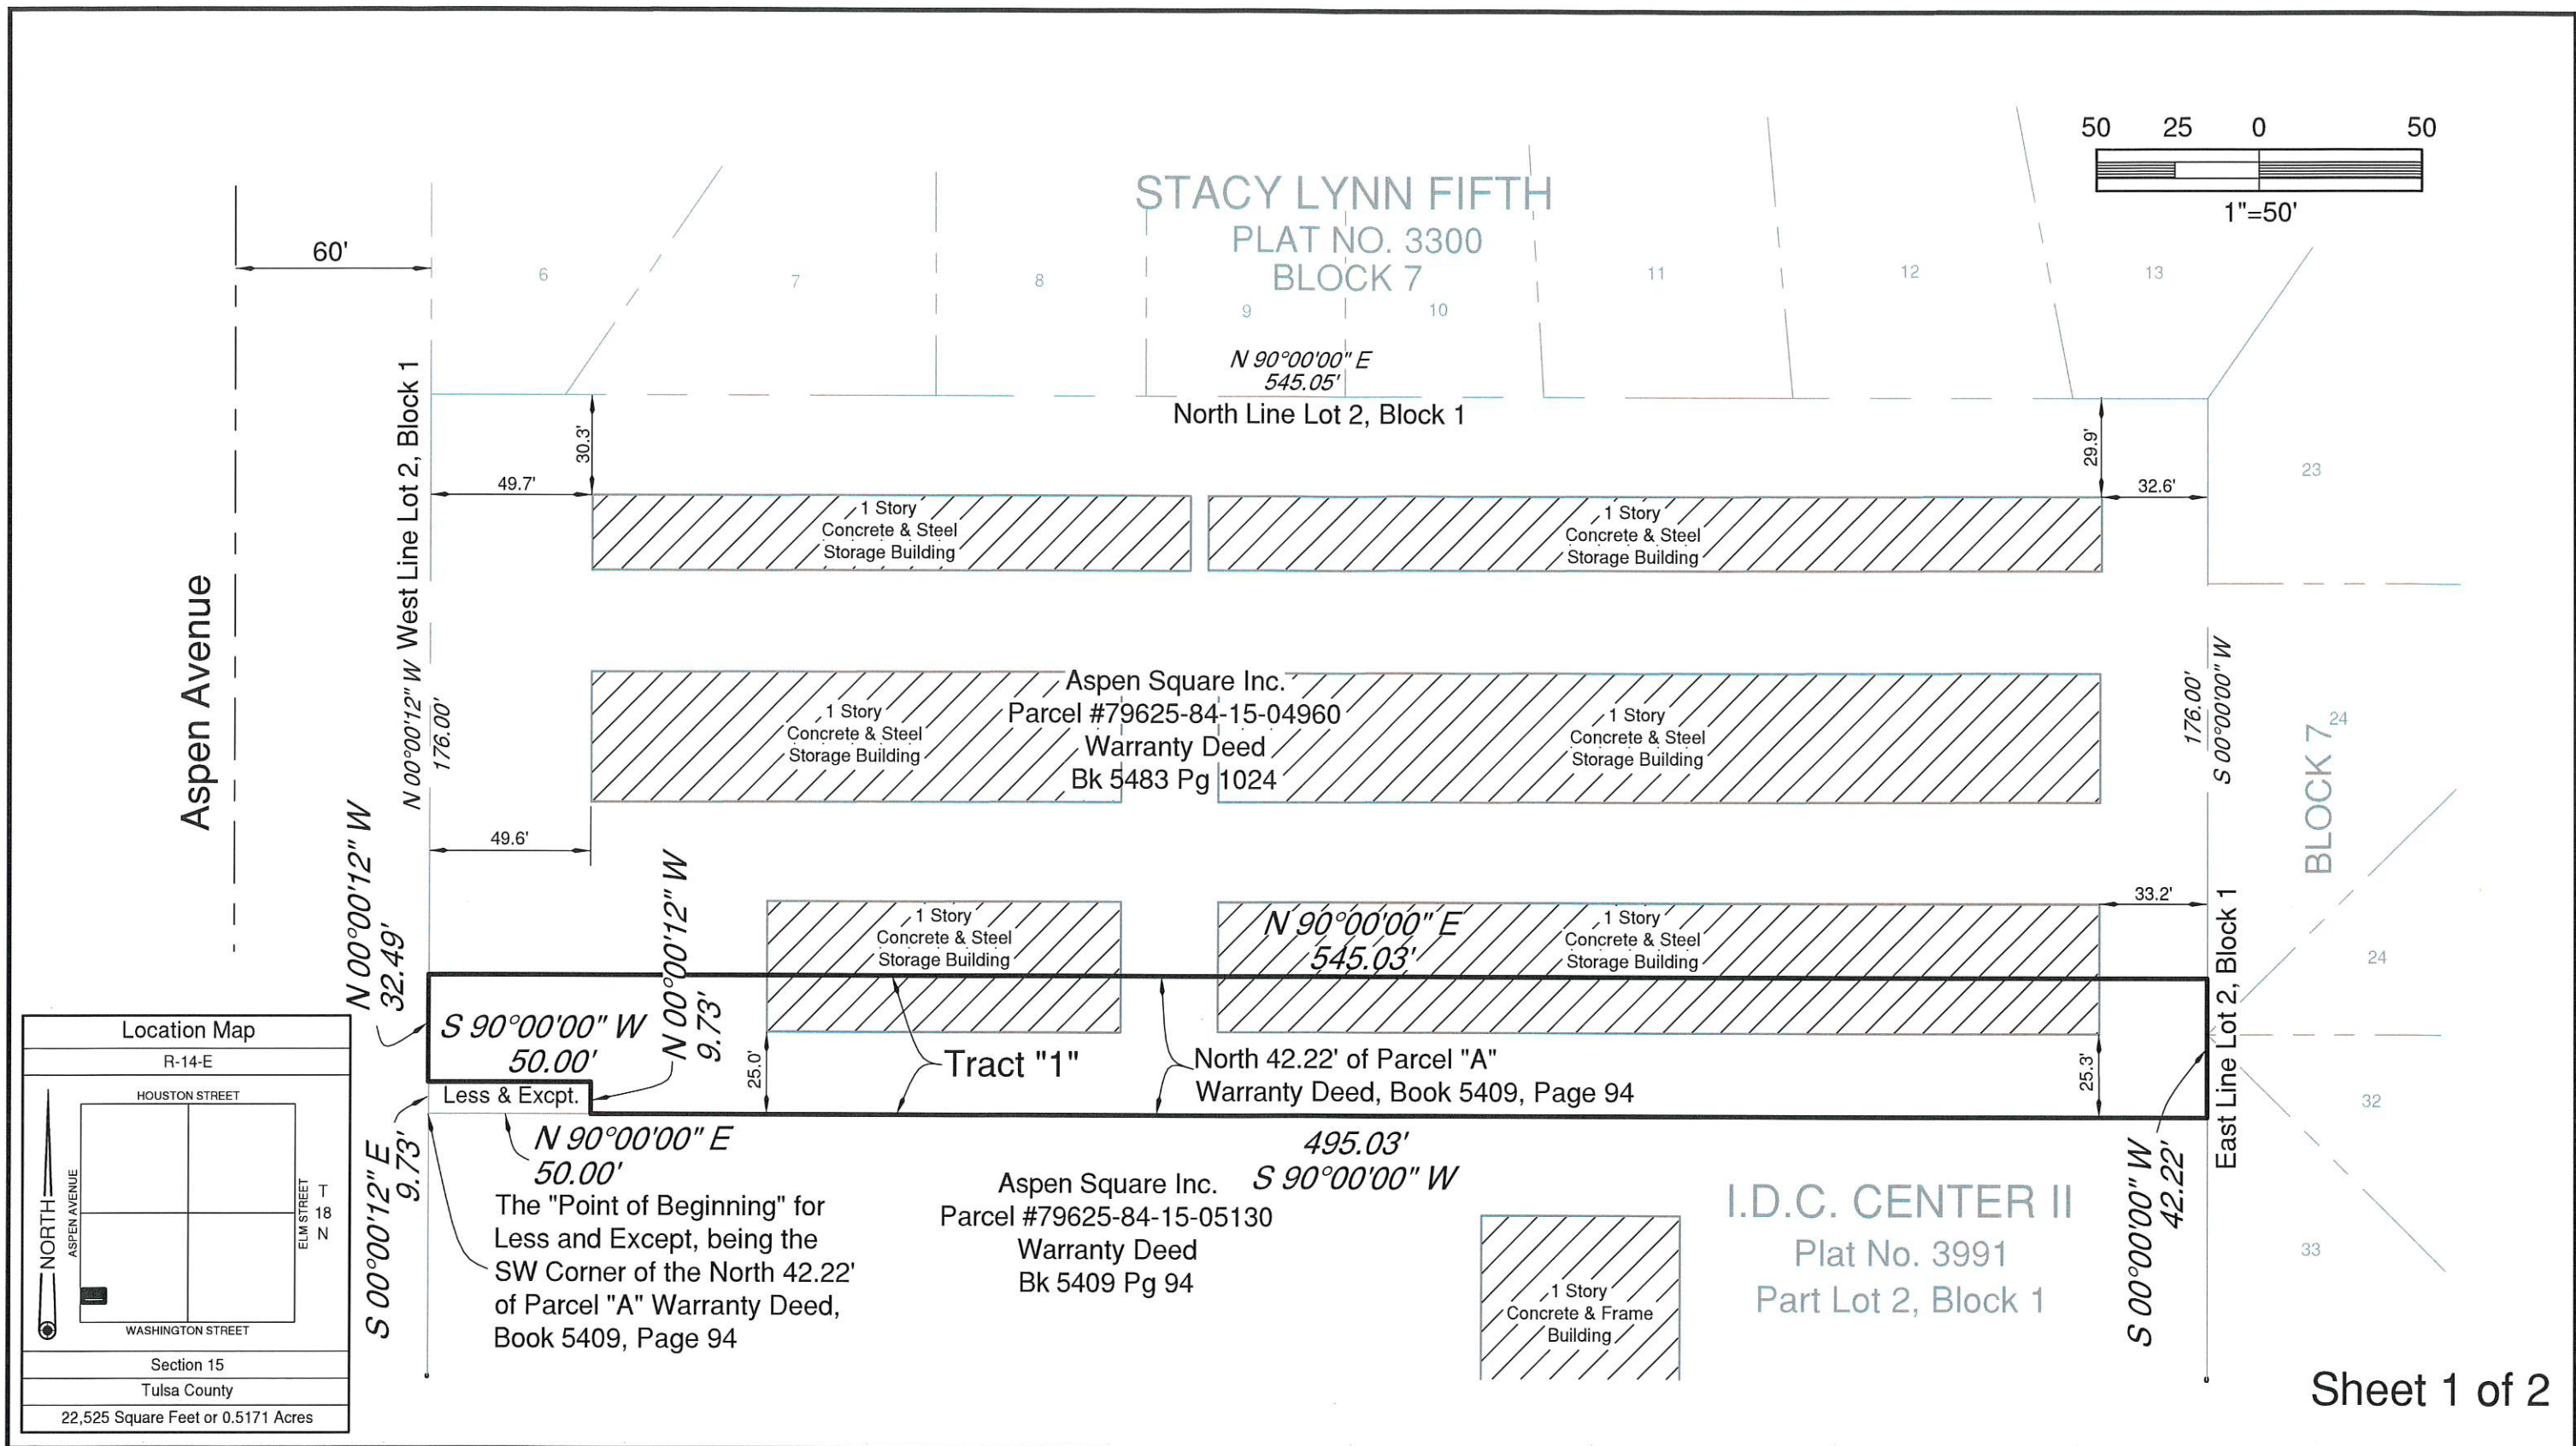 50 25 0 50
1"=50'
STACY LYNN FIFTH
PLAT NO. 3300
BLOCK 7
60'
6
7
8
9
10
11
12
13
N 90°00'00" E
545.05'
North Line Lot 2, Block 1
West Line Lot 2, Block 1
N 00°00'12" W
176.00'
Aspen Avenue
30.3'
49.7'
29.9'
32.6'
23
1 Story
Concrete & Steel
Storage Building
1 Story
Concrete & Steel
Storage Building
1 Story
Concrete & Steel
Storage Building
Aspen Square Inc.
Parcel #79625-84-15-04960
Warranty Deed
Bk 5483 Pg 1024
1 Story
Concrete & Steel
Storage Building
176.00'
S 00°00'00" W
BLOCK 7
24
49.6'
N 00°00'12" W
32.49'
N 00°00'12" W
9.73'
1 Story
Concrete & Steel
Storage Building
N 90°00'00" E
545.03'
1 Story
Concrete & Steel
Storage Building
33.2'
East Line Lot 2, Block 1
24
S 90°00'00" W
50.00'
Less & Excpt.
25.0'
Tract "1"
North 42.22' of Parcel "A"
Warranty Deed, Book 5409, Page 94
25.3'
32
S 00°00'12" E
9.73'
N 90°00'00" E
50.00'
The "Point of Beginning" for
Less and Except, being the
SW Corner of the North 42.22'
of Parcel "A" Warranty Deed,
Book 5409, Page 94
495.03'
S 90°00'00" W
Aspen Square Inc.
Parcel #79625-84-15-05130
Warranty Deed
Bk 5409 Pg 94
1 Story
Concrete & Frame
Building
I.D.C. CENTER II
Plat No. 3991
Part Lot 2, Block 1
S 00°00'00" W
42.22'
33
Location Map
R-14-E
HOUSTON STREET
NORTH
ASPEN AVENUE
ELM STREET
T
18
N
WASHINGTON STREET
Section 15
Tulsa County
22,525 Square Feet or 0.5171 Acres
Sheet 1 of 2